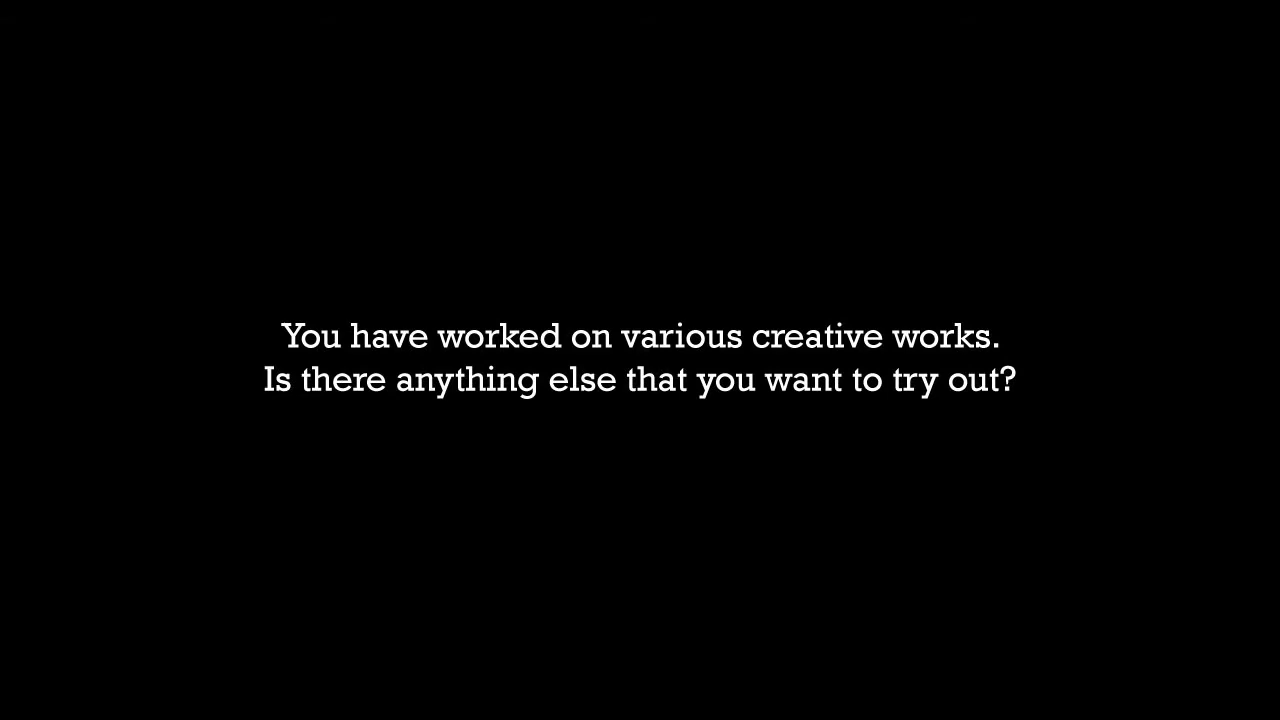 You have worked on various creative works.
Is there anything else that you want to try out?